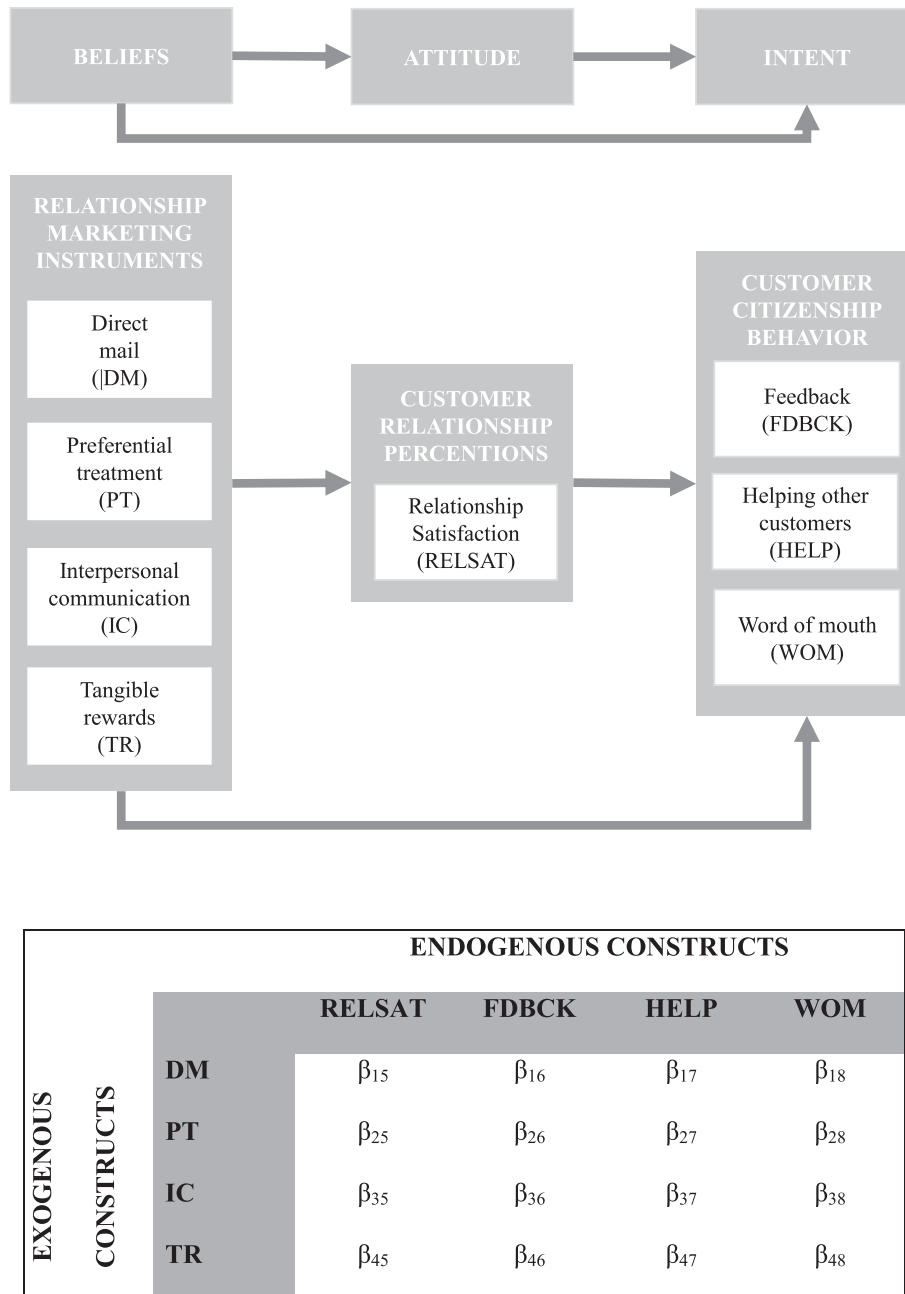 BELIEFS
ATTITUDE
INTENT
RELATIONSHIP
MARKETING
INSTRUMENTS
Direct
mail
(|DM)
Preferential
treatment
(PT)
Interpersonal
communication
(IC)
Tangible
rewards
(TR)
CUSTOMER
RELATIONSHIP
PERCENTIONS
Relationship
Satisfaction
(RELSAT)
CUSTOMER
CITIZENSHIP
BEHAVIOR
Feedback
(FDBCK)
Helping other
customers
(HELP)
Word of mouth
(WOM)
ENDOGENOUS CONSTRUCTS
RELSAT FDBCK HELP WOM
EXOGENOUS
CONSTRUCTS
DM β15 β16 β17 β18
PT β25 β26 β27 β28
IC β35 β36 β37 β38
TR β45 β46 β47 β48